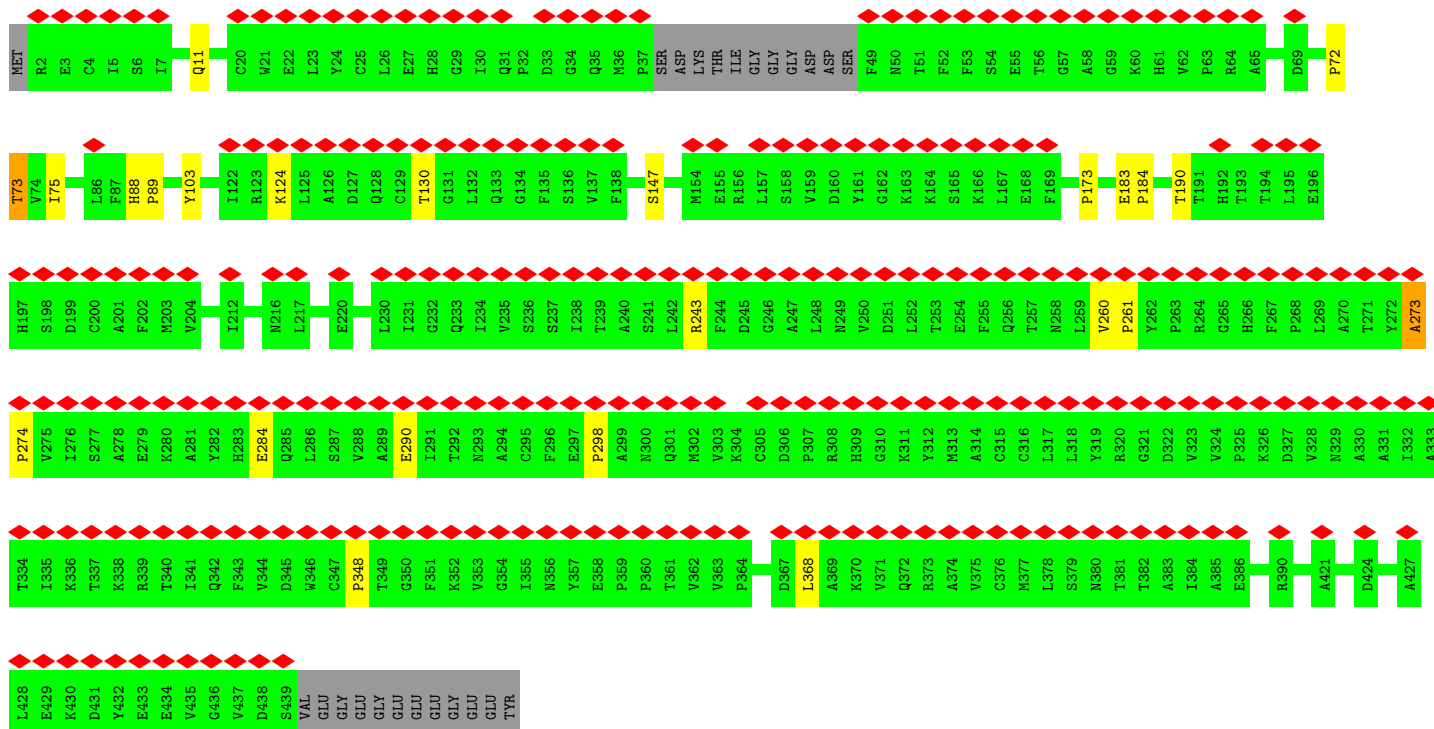 MET R2 E3 C4 I5 S6 I7 Q11 C20 W21 E22 L23 Y24 C25 L26 E27 H28 G29 I30 Q31 P32 D33 G34 Q35 M36 P37 SER ASP LYS THR ILE GLY GLY GLY ASP ASP SER F49 N50 T51 F52 F53 S54 E55 T56 G57 A58 G59 K60 H61 V62 P63 R64 A65 D69 P72
T73 V74 I75 L86 F87 H88 P89 Y103 I122 R123 K124 L125 A126 D127 Q128 C129 T130 G131 L132 Q133 G134 F135 S136 V137 F138 S147 M154 E155 R156 L157 S158 V159 D160 Y161 G162 K163 K164 S165 K166 L167 E168 F169 P173 E183 P184 T190 T191 H192 T193 T194 L195 E196
H197 S198 D199 C200 A201 F202 M203 V204 I212 N216 L217 E220 L230 I231 G232 Q233 I234 V235 S236 S237 I238 T239 A240 S241 L242 R243 F244 D245 G246 A247 L248 N249 V250 D251 L252 T253 E254 F255 Q256 T257 N258 L259 V260 P261 Y262 P263 R264 G265 H266 F267 P268 L269 A270 T271 Y272 A273
P274 V275 I276 S277 A278 E279 K280 A281 Y282 H283 E284 Q285 L286 S287 V288 A289 E290 I291 T292 N293 A294 C295 F296 E297 P298 A299 N300 Q301 M302 V303 K304 C305 D306 P307 R308 H309 G310 K311 Y312 M313 A314 C315 C316 L317 L318 Y319 R320 G321 D322 V323 V324 P325 K326 D327 V328 N329 A330 A331 I332 A333
T334 I335 K336 T337 K338 R339 T340 I341 Q342 F343 V344 D345 W346 C347 P348 T349 G350 F351 K352 V353 G354 I355 N356 Y357 E358 P359 P360 T361 V362 V363 P364 D367 L368 A369 K370 V371 Q372 R373 A374 V375 C376 M377 L378 S379 N380 T381 T382 A383 I384 A385 E386 R390 A421 D424 A427
L428 E429 K430 D431 Y432 E433 E434 V435 G436 V437 D438 S439 VAL GLU GLY GLU GLY GLU GLU GLU GLY GLU GLU TYR